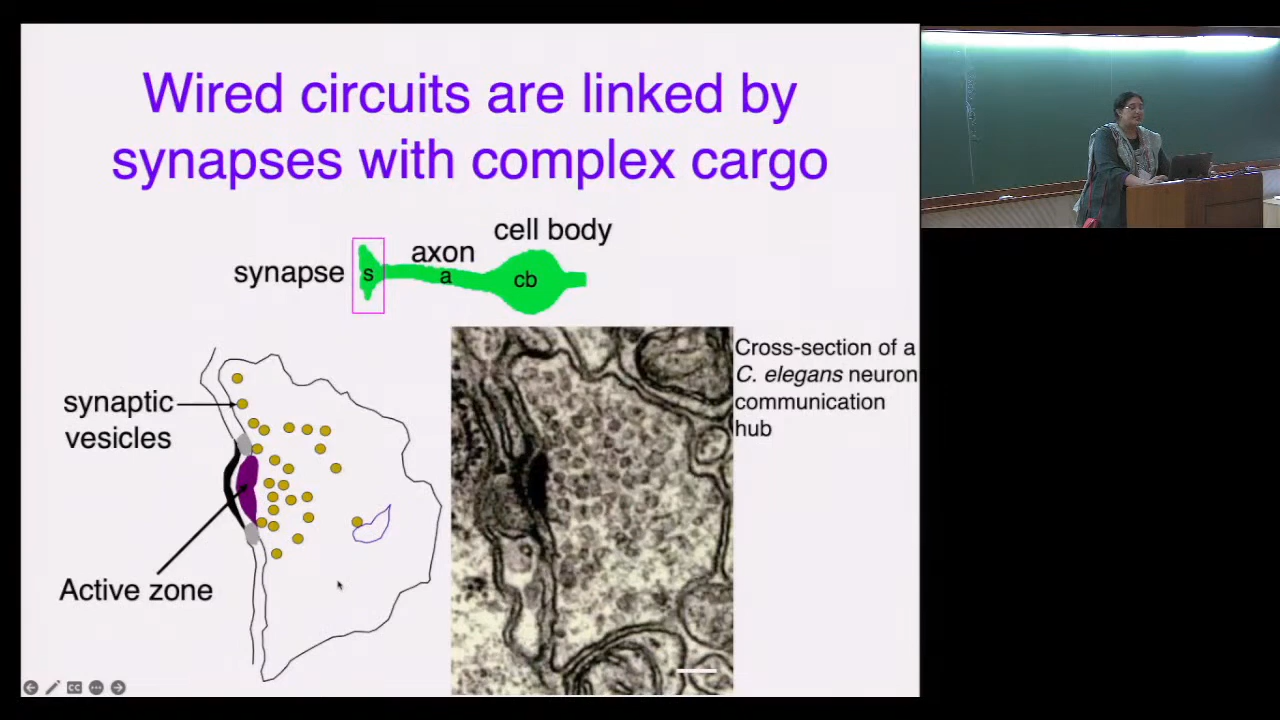 Wired circuits are linked by
synapses with complex cargo
cell body
axon
synapse
s
a
cb
Cross-section of a
C. elegans neuron
communication
hub
synaptic
vesicles
Active zone
CC